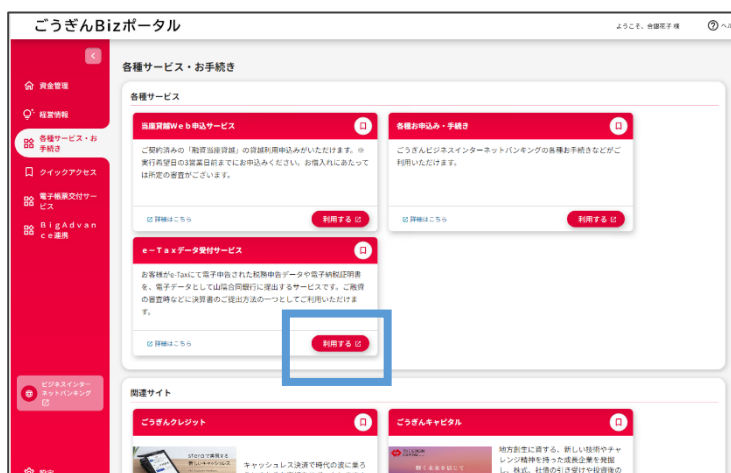 ごうぎんBizポータル
ようこそ、合銀花子 様
各種サービス・お手続き
資金管理
経営情報
各種サービス・お
手続き
クイックアクセス
電子帳票交付サー
ビス
BigAdvan
ce連携
ビジネスインター
ネットバンキング
各種サービス
当座貸越Web申込サービス
ご契約済みの「融資当座貸越」の貸越利用申込みがいただけます。※
実行希望日の3営業日前までにお申込みください。お借入れにあたって
は所定の審査がございます。
詳細はこちら
利用する
各種お申込み・手続き
ごうぎんビジネスインターネットバンキングの各種お手続きなどがご
利用いただけます。
詳細はこちら
利用する
e-Taxデータ受付サービス
お客様がe-Taxにて電子申告された税務申告データや電子納税証明書
を、電子データとして山陰合同銀行に提出するサービスです。ご融資
の審査時などに決算書のご提出方法の一つとしてご利用いただけま
す。
詳細はこちら
利用する
関連サイト
ごうぎんクレジット
キャッシュレス決済で時代の波に乗ろ
ごうぎんキャピタル
地方創生に資する、新しい技術やチャ
レンジ精神を持った成長企業を発掘
し、株式、社債の引き受けや投資後の